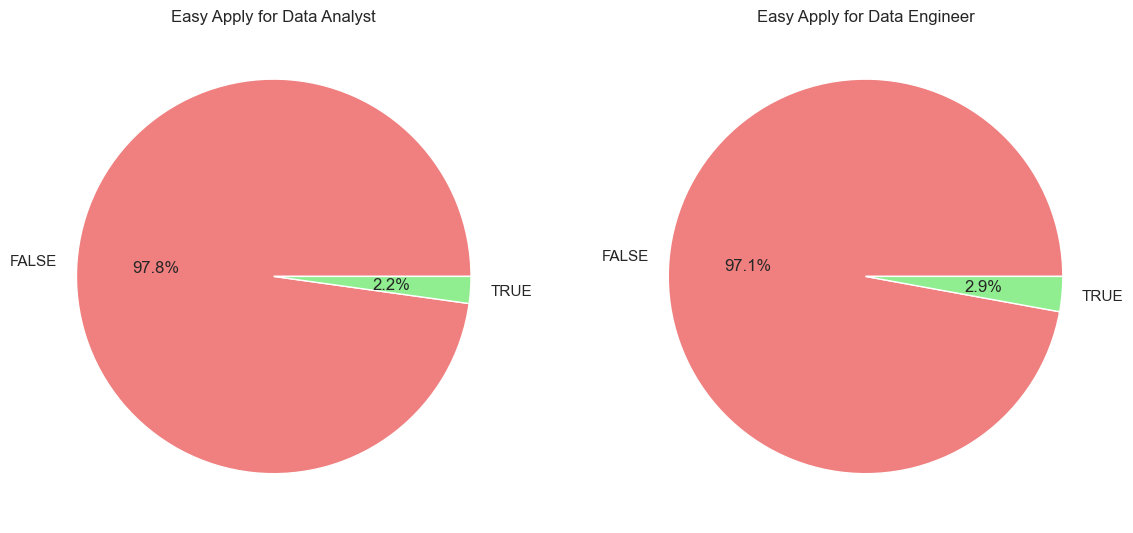 Easy Apply for Data Analyst
FALSE
97.8%
2.2%
TRUE
Easy Apply for Data Engineer
FALSE
97.1%
2.9%
TRUE